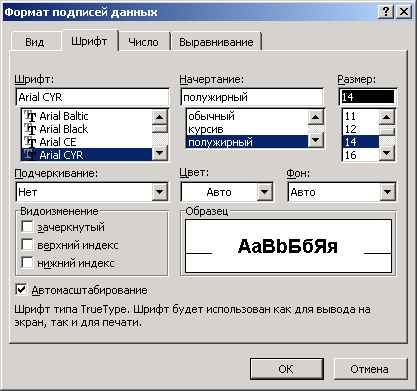 Формат подписей данных
Вид Шрифт Число Выравнивание
Шрифт: Начертание: Размер:
Arial CYR полужирный 14
Arial Baltic обычный 11
Arial Black курсив 12
Arial CE полужирный 14
Arial CYR 16
Подчеркивание: Цвет: Фон:
Нет Авто Авто
Видоизменение Образец
зачеркнутый
верхний индекс
нижний индекс
АаBbБбЯя
Автомасштабирование
Шрифт типа TrueType. Шрифт будет использован как для вывода на
экран, так и для печати.
OK Отмена